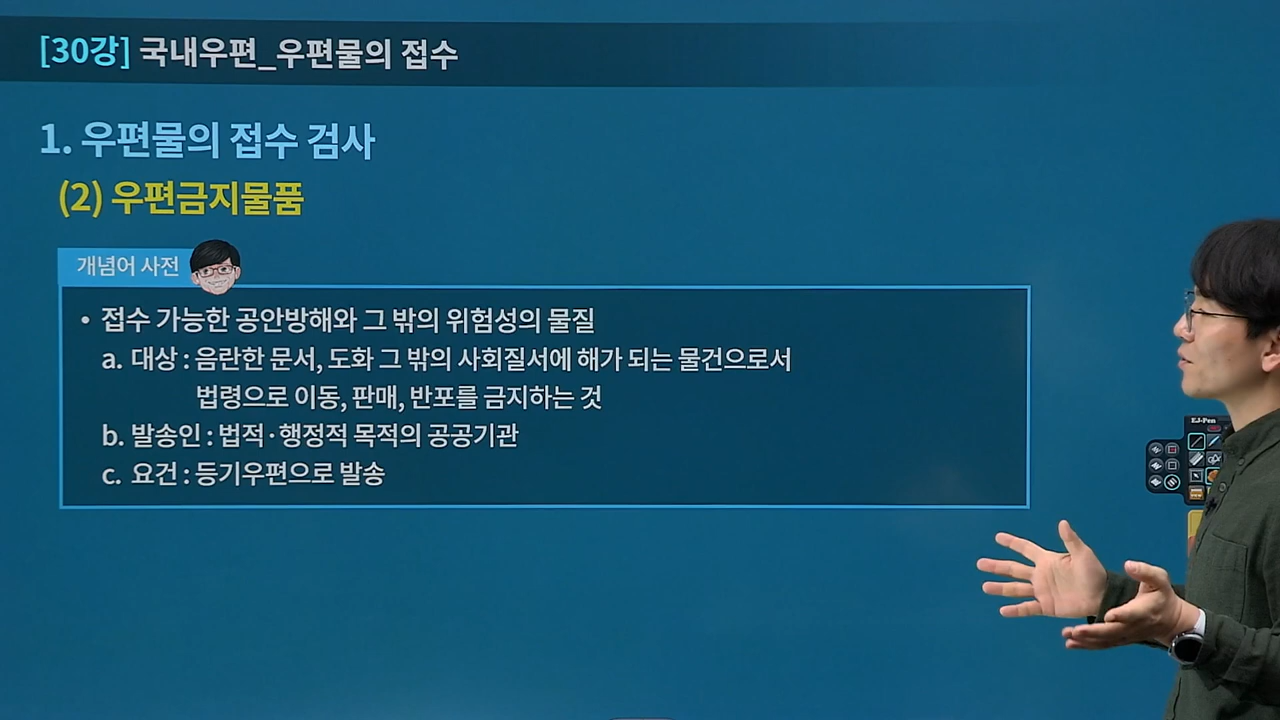 [30강] 국내우편_우편물의 접수
1. 우편물의 접수 검사
(2) 우편금지물품
개념어 사전
• 접수 가능한 공안방해와 그 밖의 위험성의 물질
a. 대상 : 음란한 문서, 도화 그 밖의 사회질서에 해가 되는 물건으로서
법령으로 이동, 판매, 반포를 금지하는 것
b. 발송인 : 법적·행정적 목적의 공공기관
c. 요건 : 등기우편으로 발송
EJ-Pen